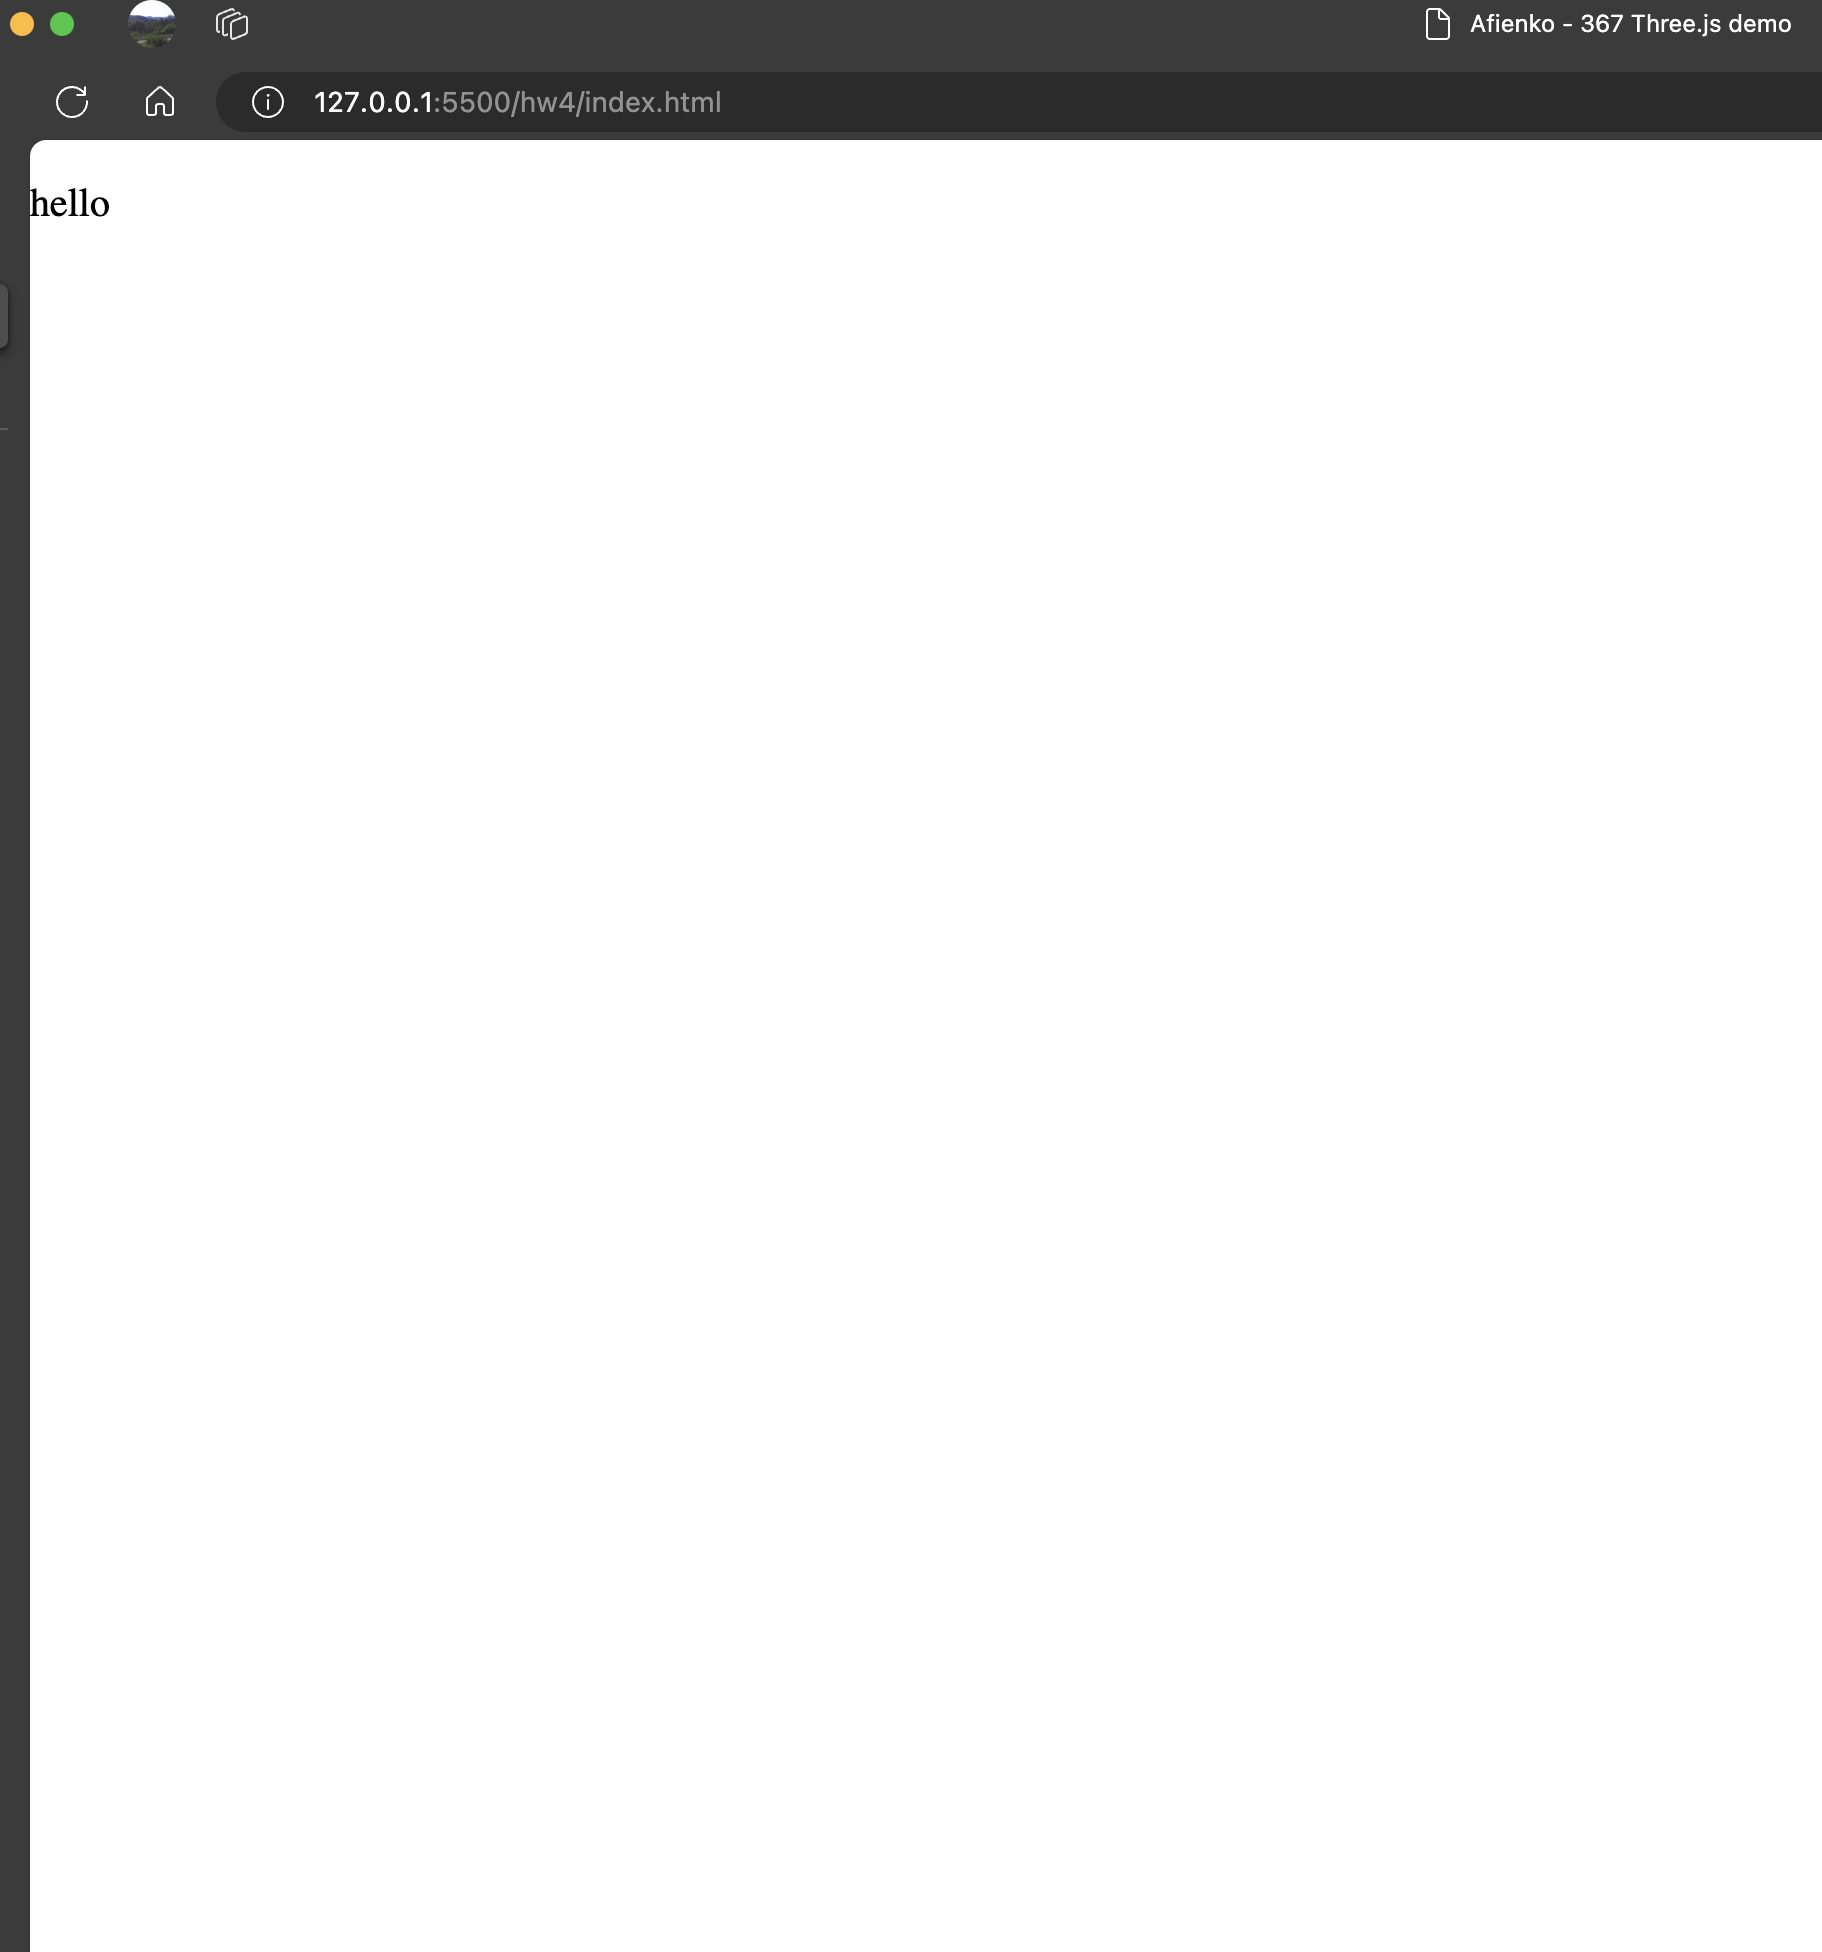 Afienko - 367 Three.js demo
127.0.0.1:5500/hw4/index.html
hello